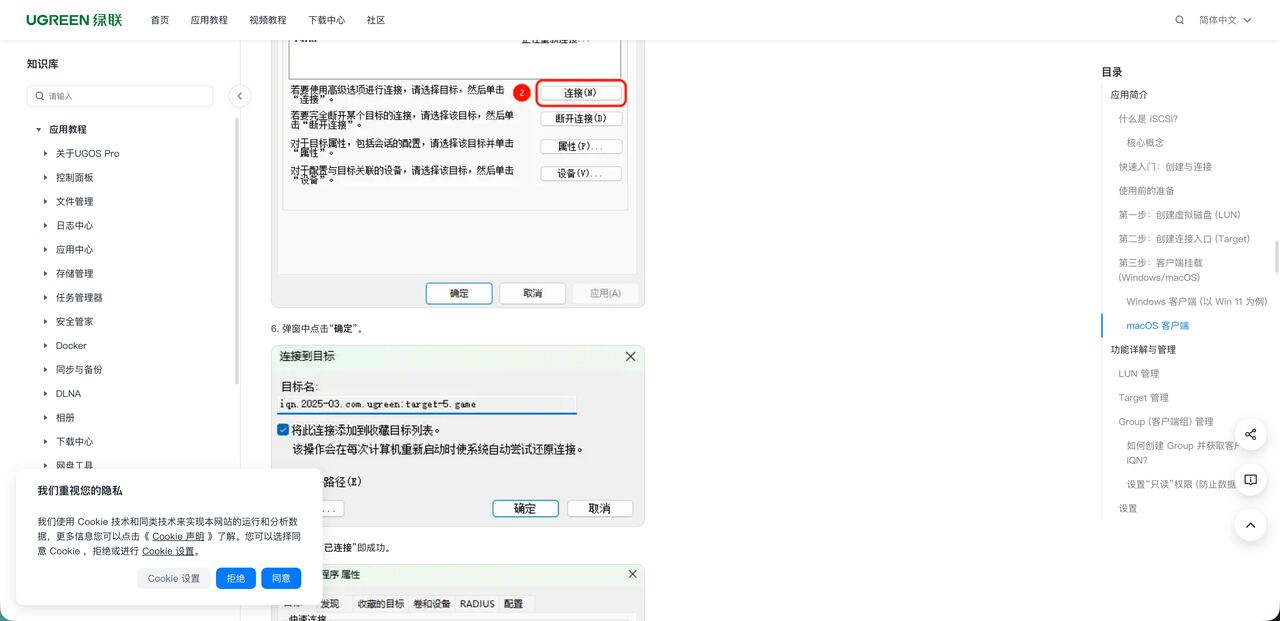 UGREEN 绿联
首页
应用教程
视频教程
下载中心
社区
简体中文
知识库
请输入
应用教程
关于UGOS Pro
控制面板
文件管理
日志中心
应用中心
存储管理
任务管理器
安全管家
Docker
同步与备份
DLNA
相册
下载中心
网盘工具
若要使用高级选项进行连接，请选择目标，然后单击
“连接”。
2
连接(N)
若要完全断开某个目标的连接，请选择该目标，然后单
击“断开连接”。
断开连接(D)
对于目标属性，包括会话的配置，请选择该目标并单击
“属性”。
属性(P)...
对于配置与目标关联的设备，请选择该目标，然后单击
“设备”。
设备(V)...
确定
取消
应用(A)
6. 弹窗中点击“确定”。
连接到目标
目标名:
iqn.2025-03.com.ugreen:target-5.game
将此连接添加到收藏目标列表。
该操作会在每次计算机重新启动时使系统自动尝试还原连接。
路径(E)
...
确定
取消
“已连接”即成功。
程序 属性
发现
收藏的目标
卷和设备
RADIUS
配置
快速连接
我们重视您的隐私
我们使用 Cookie 技术和同类技术来实现本网站的运行和分析数
据，更多信息您可以点击《 Cookie 声明 》了解。您可以选择同
意 Cookie ，拒绝或进行 Cookie 设置。
Cookie 设置
拒绝
同意
目录
应用简介
什么是 iSCSI?
核心概念
快速入门：创建与连接
使用前的准备
第一步：创建虚拟磁盘 (LUN)
第二步：创建连接入口 (Target)
第三步：客户端挂载
(Windows/macOS)
Windows 客户端 (以 Win 11 为例)
macOS 客户端
功能详解与管理
LUN 管理
Target 管理
Group (客户端组) 管理
如何创建 Group 并获取客户
IQN?
设置“只读”权限 (防止数据
设置